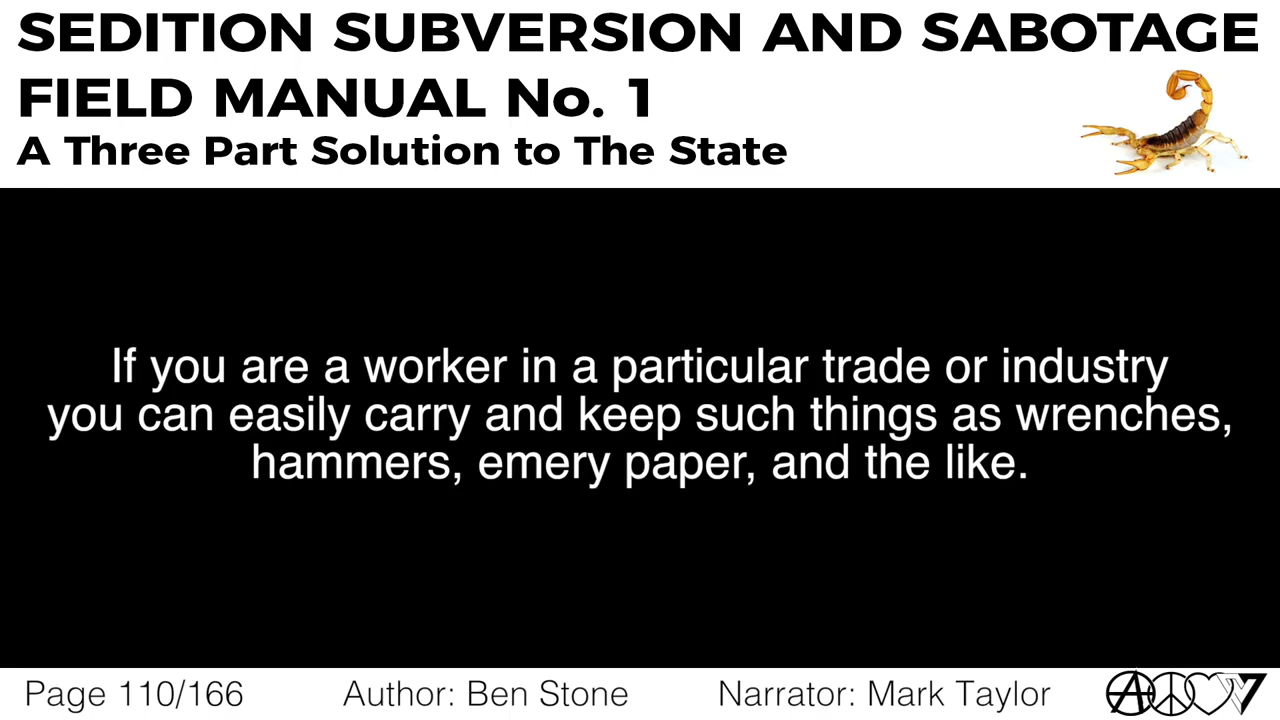 SEDITION SUBVERSION AND SABOTAGE
FIELD MANUAL No. 1
A Three Part Solution to The State
If you are a worker in a particular trade or industry
you can easily carry and keep such things as wrenches,
hammers, emery paper, and the like.
Page 110/166 Author: Ben Stone Narrator: Mark Taylor